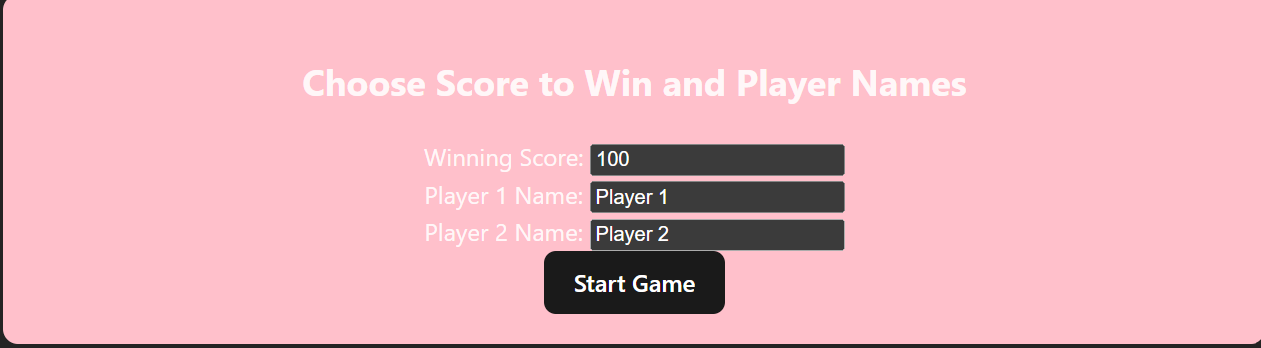 Choose Score to Win and Player Names
Winning Score: 100
Player 1 Name: Player 1
Player 2 Name: Player 2
Start Game